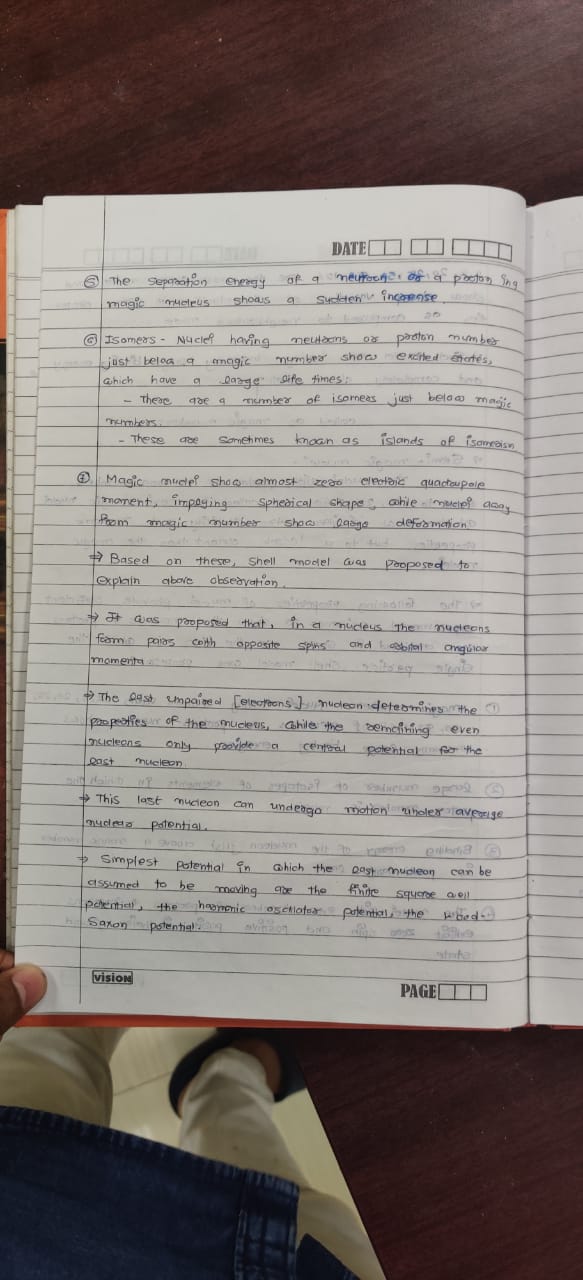 DATE
⑤ The separation energy of a neutron or a proton in a
magic nucleus shows a sudden increase.
⑥ Isomers - Nuclei having neutrons or proton number
just below a magic number show excited states,
which have a large life times.
- There are a number of isomers just below magic
numbers.
- These are sometimes known as islands of isomerism
⑦ Magic nuclei show almost zero electric quadrupole
moment, impaying spherical shape, while nuclei away
from magic number show large deformation
⇒ Based on these, shell model was proposed to
explain above observation.
⇒ It was proposed that, in a nucleus the nucleons
form pairs with opposite spins and orbital angular
momenta
⇒ The last unpaired [electrons] nucleon determines the
properties of the nucleus, while the remaining even
nucleons only provide a central potential for the
last nucleon.
⇒ This last nucleon can undergo motion under average
nuclear potential.
⇒ Simplest potential in which the last nucleon can be
assumed to be moving are the finite square well
potential, the harmonic oscillator potential, the Wood-
Saxon potential.
vision
PAGE